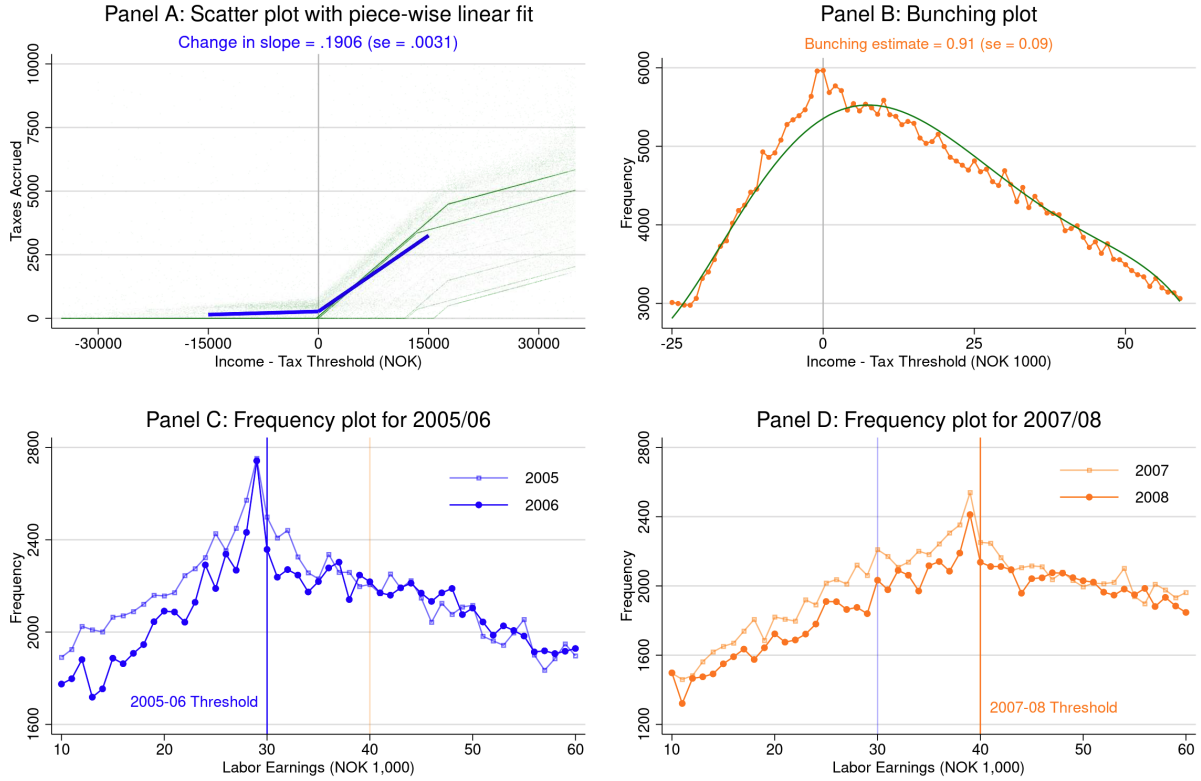 Panel A: Scatter plot with piece-wise linear fit
Change in slope = .1906 (se = .0031)
Taxes Accrued
10000
7500
5000
2500
0
-30000 -15000 0 15000 30000
Income - Tax Threshold (NOK)
Panel B: Bunching plot
Bunching estimate = 0.91 (se = 0.09)
Frequency
6000
5000
4000
3000
-25 0 25 50
Income - Tax Threshold (NOK 1000)
Panel C: Frequency plot for 2005/06
Frequency
2800
2400
2000
1600
2005
2006
2005-06 Threshold
10 20 30 40 50 60
Labor Earnings (NOK 1,000)
Panel D: Frequency plot for 2007/08
Frequency
2800
2400
2000
1600
1200
2007
2008
2007-08 Threshold
10 20 30 40 50 60
Labor Earnings (NOK 1,000)